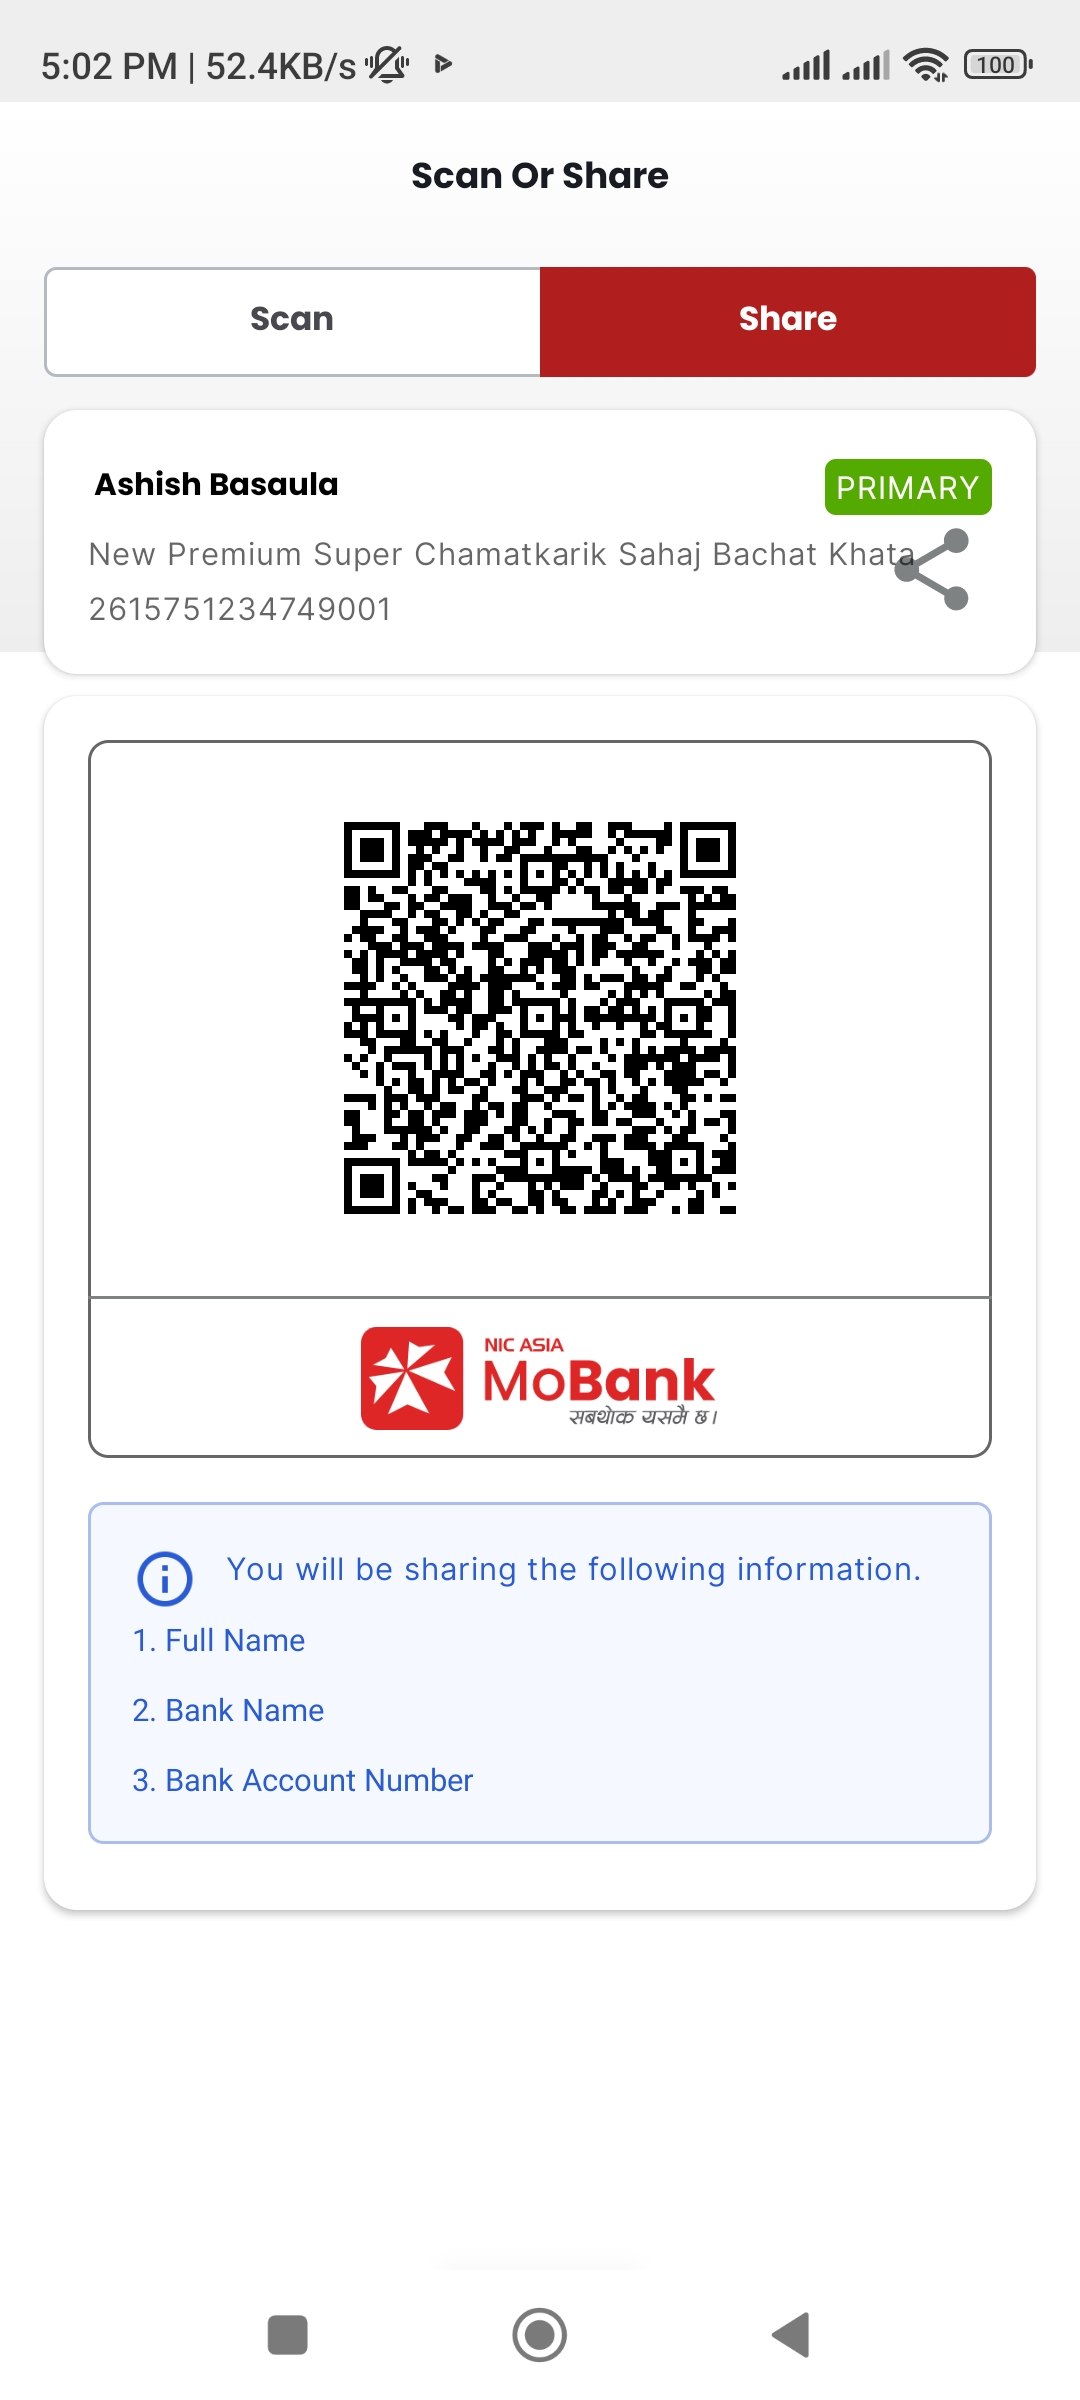 5:02 PM | 52.4KB/s
100
Scan Or Share
Scan
Share
Ashish Basaula
PRIMARY
New Premium Super Chamatkarik Sahaj Bachat Khata
2615751234749001
NIC ASIA
MoBank
सबथोक यसमै छ।
You will be sharing the following information.
1. Full Name
2. Bank Name
3. Bank Account Number